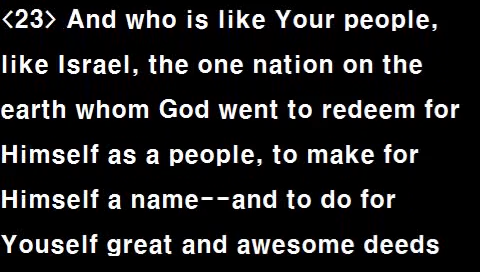 <23> And who is like Your people,
like Israel, the one nation on the
earth whom God went to redeem for
Himself as a people, to make for
Himself a name--and to do for
Youself great and awesome deeds